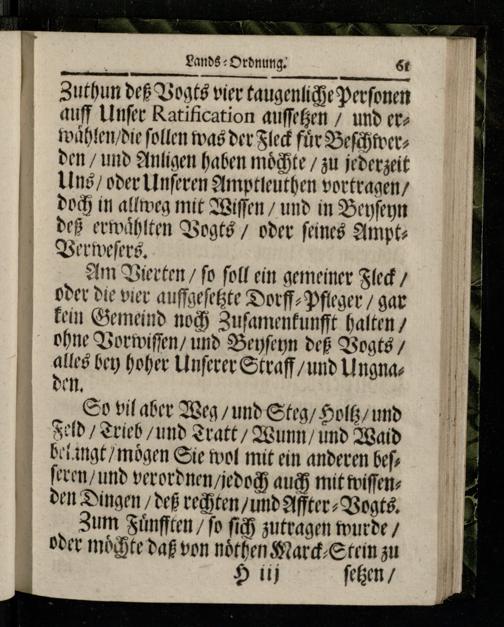 Lands-Ordnung. 61
Zuthun deß Vogts vier taugenliche Personen
auff Unser Ratification aussetzen / und er-
wählen/die sollen was der Fleck für Beschwer-
den / und Anligen haben möchte / zu jederzeit
Uns / oder Unseren Amptleuthen vortragen/
doch in allweg mit Wissen / und in Beyseyn
deß erwählten Vogts / oder seines Ampt-
Verwesers.
Am Vierten / so soll ein gemeiner Fleck /
oder die vier auffgesetzte Dorff-Pfleger / gar
kein Gemeind noch Zusamenkunfft halten /
ohne Vorwissen / und Beyseyn deß Vogts /
alles bey hoher Unserer Straff / und Ungna-
den.
So vil aber Weg / und Steg / Holtz / und
Feld / Trieb / und Tratt / Wunn / und Waid
belangt / mögen Sie wol mit ein anderen bes-
seren / und verordnen /jedoch auch mit wissen-
den Dingen / deß rechten / und Affter-Vogts.
Zum Fünfften / so sich zutragen wurde /
oder möchte daß von nöthen Marck-Stein zu
H iij setzen /